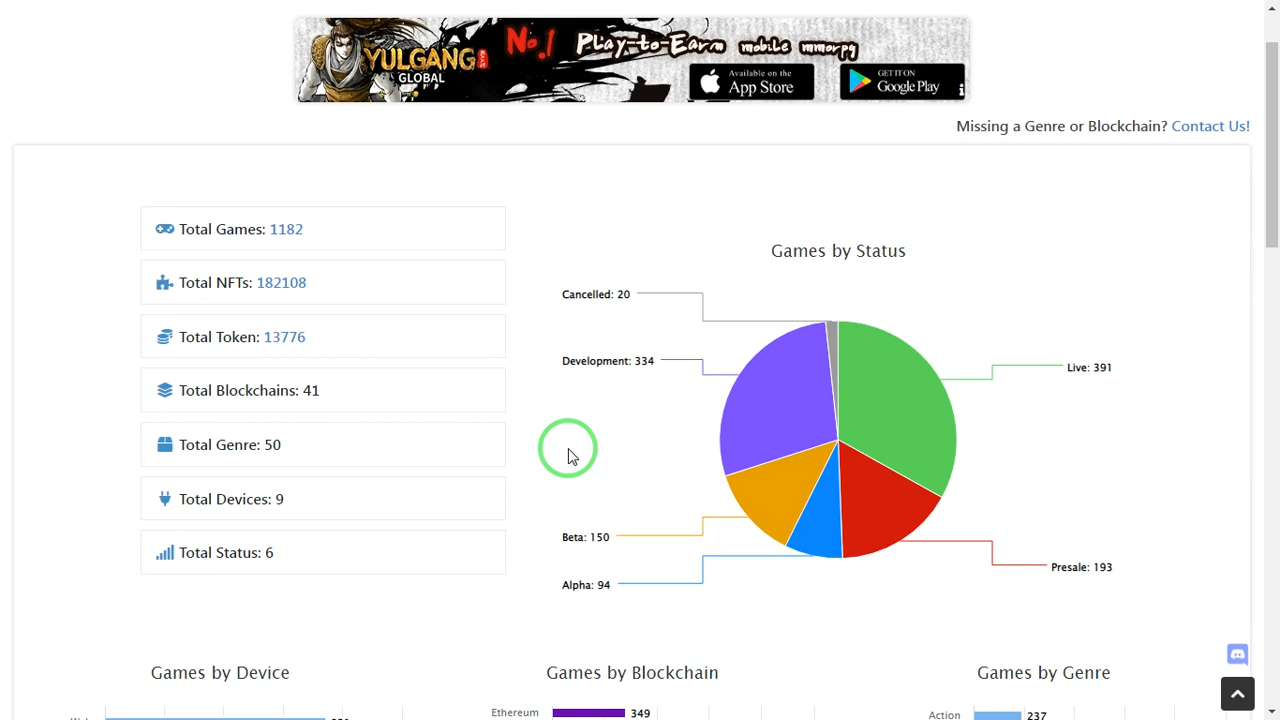 YULGANG
GLOBAL
No.1 Play-to-Earn mobile mmorpg
Available on the
App Store
GET IT ON
Google Play
Missing a Genre or Blockchain? Contact Us!
Total Games: 1182
Total NFTs: 182108
Total Token: 13776
Total Blockchains: 41
Total Genre: 50
Total Devices: 9
Total Status: 6
Games by Status
Cancelled: 20
Development: 334
Live: 391
Beta: 150
Alpha: 94
Presale: 193
Games by Device
Games by Blockchain
Ethereum 349
Games by Genre
Action 237